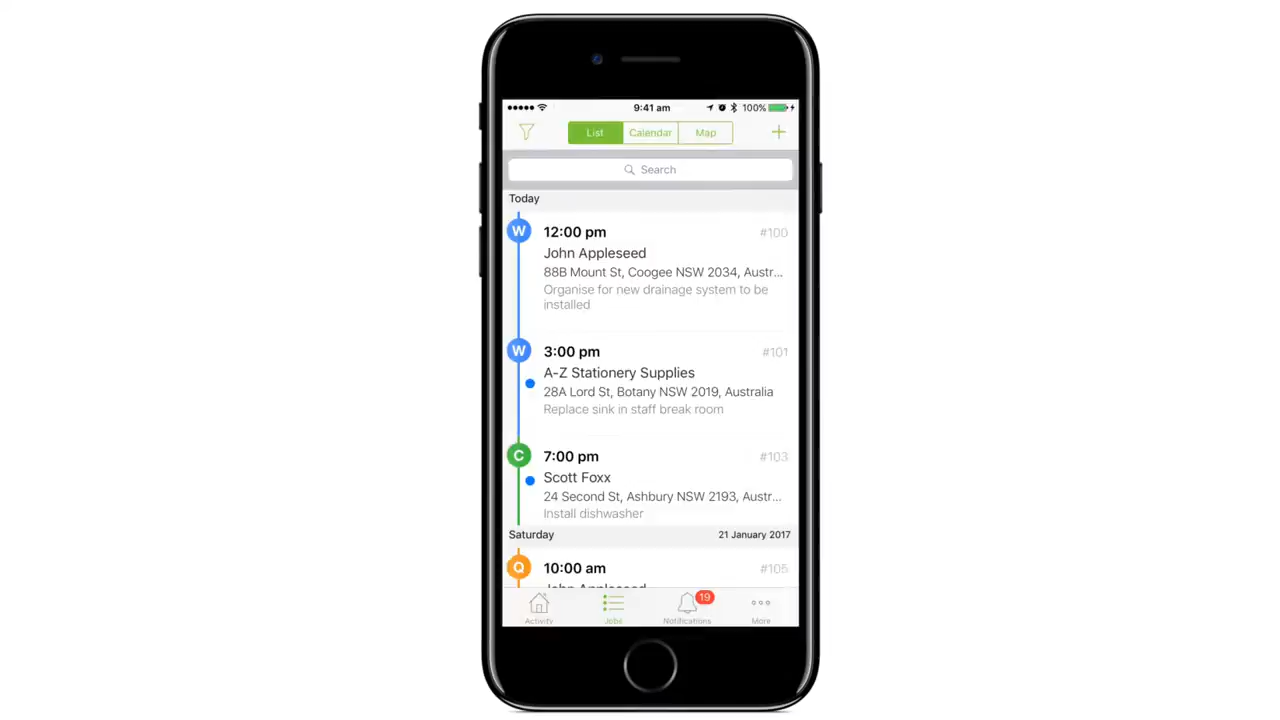 9:41 am 100%
List Calendar Map
Search
Today
W 12:00 pm #100
John Appleseed
88B Mount St, Coogee NSW 2034, Austr...
Organise for new drainage system to be
installed
W 3:00 pm #101
A-Z Stationery Supplies
28A Lord St, Botany NSW 2019, Australia
Replace sink in staff break room
C 7:00 pm #103
Scott Foxx
24 Second St, Ashbury NSW 2193, Austr...
Install dishwasher
Saturday 21 January 2017
Q 10:00 am #105
John Appleseed
19
Activity Jobs Notifications More